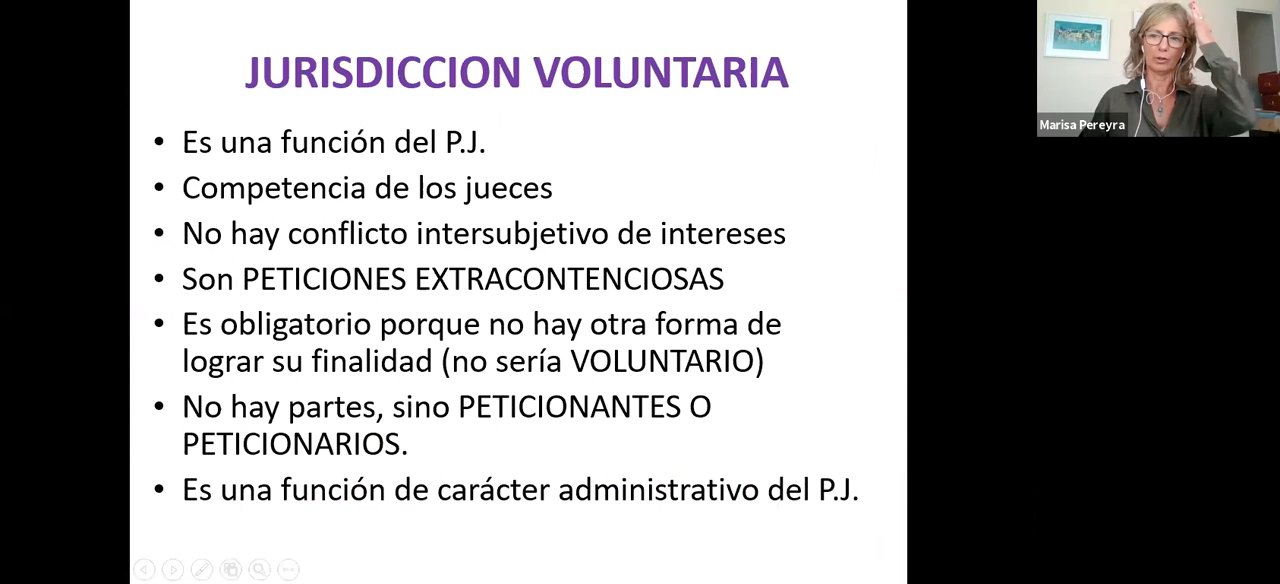 JURISDICCION VOLUNTARIA
• Es una función del P.J.
• Competencia de los jueces
• No hay conflicto intersubjetivo de intereses
• Son PETICIONES EXTRACONTENCIOSAS
• Es obligatorio porque no hay otra forma de
lograr su finalidad (no sería VOLUNTARIO)
• No hay partes, sino PETICIONANTES O
PETICIONARIOS.
• Es una función de carácter administrativo del P.J.
Marisa Pereyra